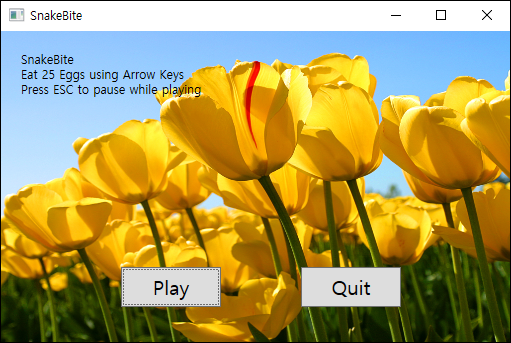 SnakeBite
SnakeBite
Eat 25 Eggs using Arrow Keys
Press ESC to pause while playing
Play
Quit